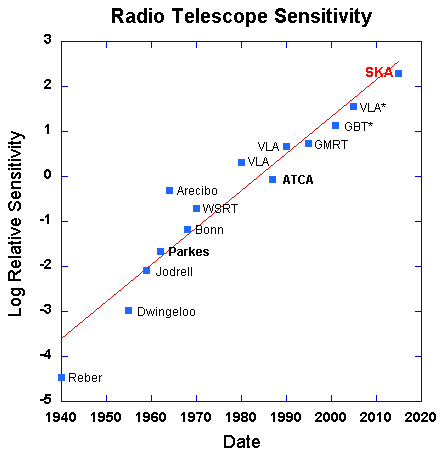 Radio Telescope Sensitivity
3
2
1
0
-1
-2
-3
-4
-5
Log Relative Sensitivity
SKA
VLA*
GBT*
VLA
GMRT
VLA
ATCA
Arecibo
WSRT
Bonn
Parkes
Jodrell
Dwingeloo
Reber
1940 1950 1960 1970 1980 1990 2000 2010 2020
Date